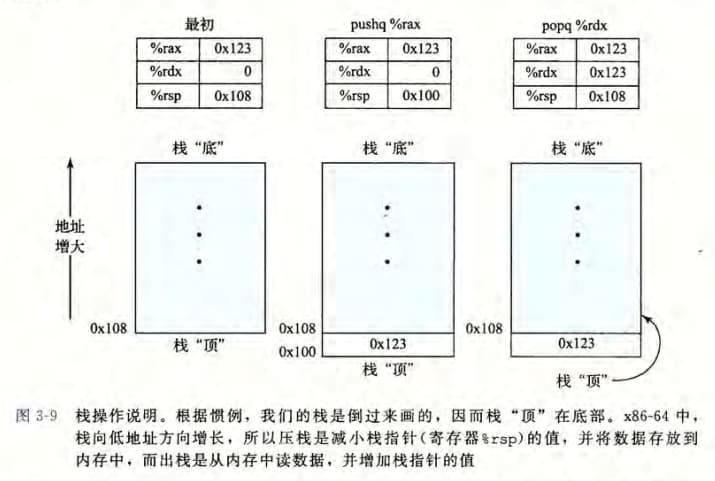 最初
%rax 0x123
%rdx 0
%rsp 0x108
pushq %rax
%rax 0x123
%rdx 0
%rsp 0x100
popq %rdx
%rax 0x123
%rdx 0x123
%rsp 0x108
栈“底”
栈“底”
栈“底”
地址
增大
0x108
栈“顶”
0x108
0x100
0x123
栈“顶”
0x108
0x123
栈“顶”
图 3-9 栈操作说明。根据惯例，我们的栈是倒过来画的，因而栈“顶”在底部。x86-64 中，
栈向低地址方向增长，所以压栈是减小栈指针(寄存器%rsp)的值，并将数据存放到
内存中，而出栈是从内存中读数据，并增加栈指针的值